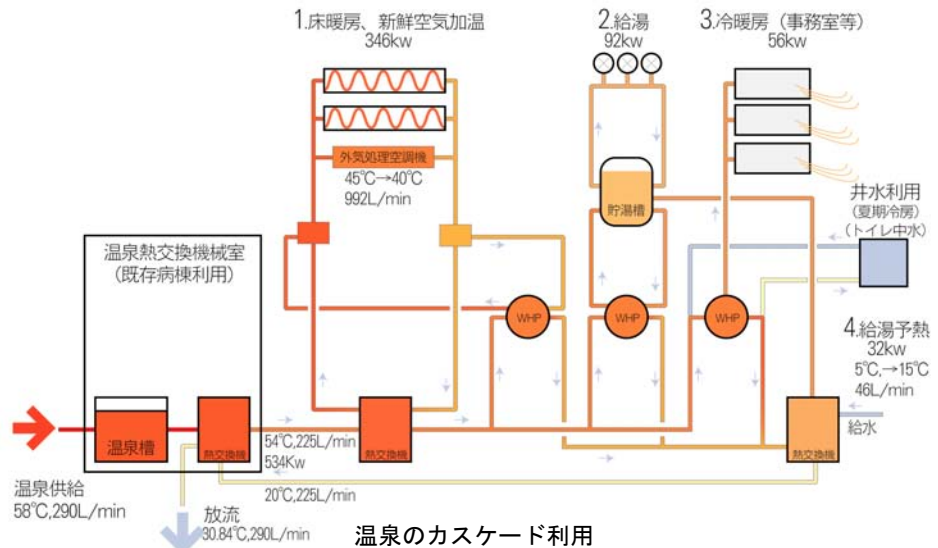 1.床暖房、新鮮空気加温
346kw
2.給湯
92kw
3.冷暖房（事務室等）
56kw
外気処理空調機
45℃→40℃
992L/min
貯湯槽
井水利用
(夏期冷房)
(トイレ中水)
温泉熱交換機械室
（既存病棟利用）
WHP
WHP
WHP
4.給湯予熱
32kw
5℃,→15℃
46L/min
給水
温泉槽
熱交換機
54℃,225L/min
534Kw
熱交換機
熱交換機
20℃,225L/min
温泉供給
58℃,290L/min
放流
30.84℃,290L/min
温泉のカスケード利用